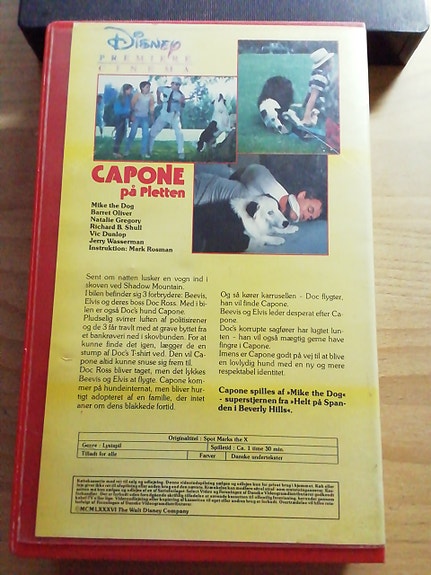 Disney
PREMIERE
CINEMA
CAPONE
på Pletten
Mike the Dog
Barret Oliver
Natalie Gregory
Richard B. Shull
Vic Dunlop
Jerry Wasserman
Instruktion: Mark Rosman
Sent om natten lusker en vogn ind i
skoven ved Shadow Mountain.
I bilen befinder sig 3 forbrydere: Beevis,
Elvis og deres boss Doc Ross. Med i bi-
len er også Doc's hund Capone.
Pludselig svirrer luften af politisirener
og de 3 får travlt med at grave byttet fra
et bankrøveri ned i skovbunden. For at
kunne finde det igen, lægger de en
stump af Doc's T-shirt ved. Den vil Ca-
pone altid kunne snuse sig frem til.
Doc Ross bliver taget, men det lykkes
Beevis og Elvis at flygte. Capone kom-
mer på hundeinternat, men bliver hur-
tigt adopteret af en familie, der intet
aner om dens blakkede fortid.
Og så kører karrusellen - Doc flygter,
han vil finde Capone.
Beevis og Elvis leder desperat efter Ca-
pone.
Doc's korrupte sagfører har lugtet lun-
ten - han vil også mægtig gerne have
fingre i Capone.
Imens er Capone godt på vej til at blive
en lovlydig hund med en ny og mere
respektabel identitet.
Capone spilles af »Mike the Dog«
- superstjernen fra »Helt på Span-
den i Beverly Hills«.
Originaltitel : Spot Marks the X
Genre : Lystspil
Spilletid : Ca. 1 time 30 min.
Tilladt for alle
Farver
Danske undertekster
©MCMLXXXVI The Walt Disney Company